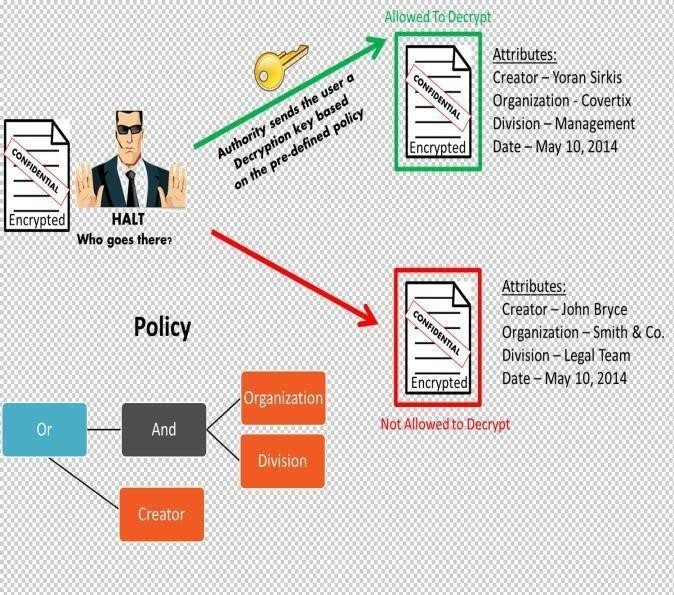 Allowed To Decrypt
Attributes:
Creator – Yoran Sirkis
Organization - Covertix
Division – Management
Date – May 10, 2014
CONFIDENTIAL
Encrypted
Authority sends the user a
Decryption key based
on the pre-defined policy
CONFIDENTIAL
Encrypted
HALT
Who goes there?
Attributes:
Creator – John Bryce
Organization – Smith & Co.
Division – Legal Team
Date – May 10, 2014
CONFIDENTIAL
Encrypted
Not Allowed to Decrypt
Policy
Or
And
Organization
Division
Creator